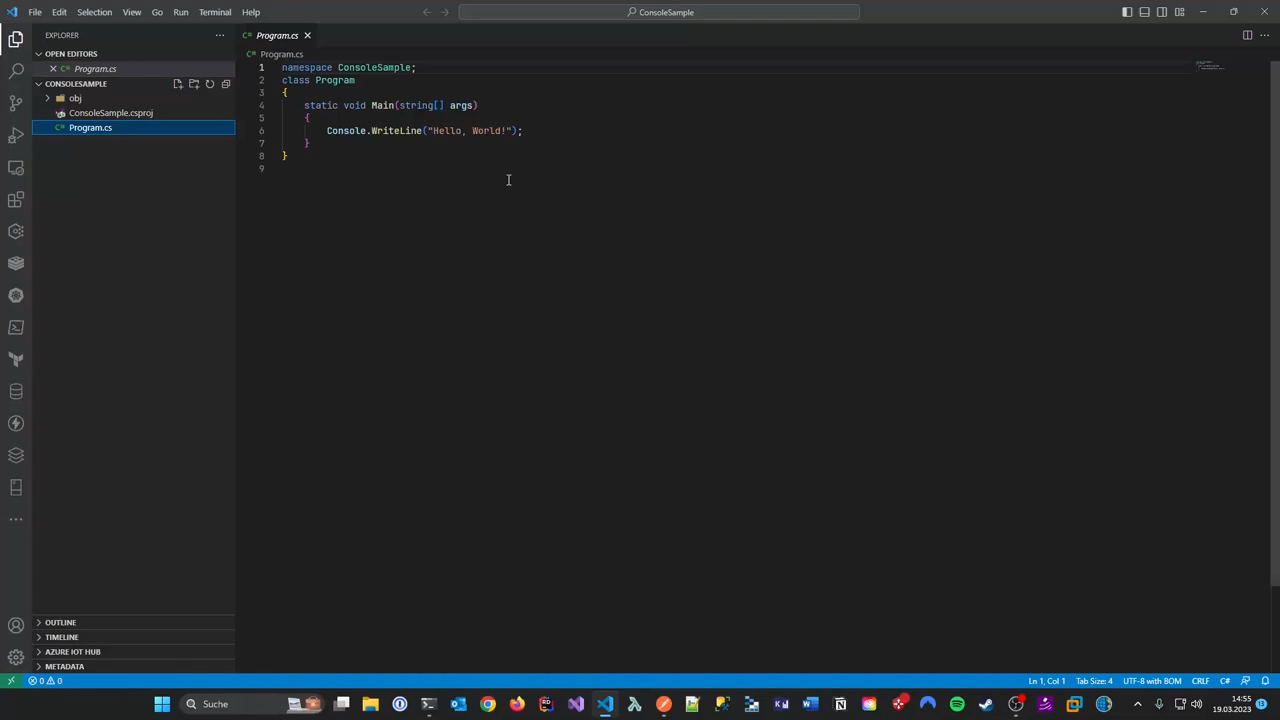 File Edit Selection View Go Run Terminal Help
ConsoleSample
EXPLORER
OPEN EDITORS
Program.cs
CONSOLESAMPLE
obj
ConsoleSample.csproj
Program.cs
OUTLINE
TIMELINE
AZURE IOT HUB
METADATA
C# Program.cs
C# Program.cs
1 namespace ConsoleSample;
2 class Program
3 {
4 static void Main(string[] args)
5 {
6 Console.WriteLine("Hello, World!");
7 }
8 }
9
0 0
Ln 1, Col 1 Tab Size: 4 UTF-8 with BOM CRLF C#
Suche
14:55
19.03.2023